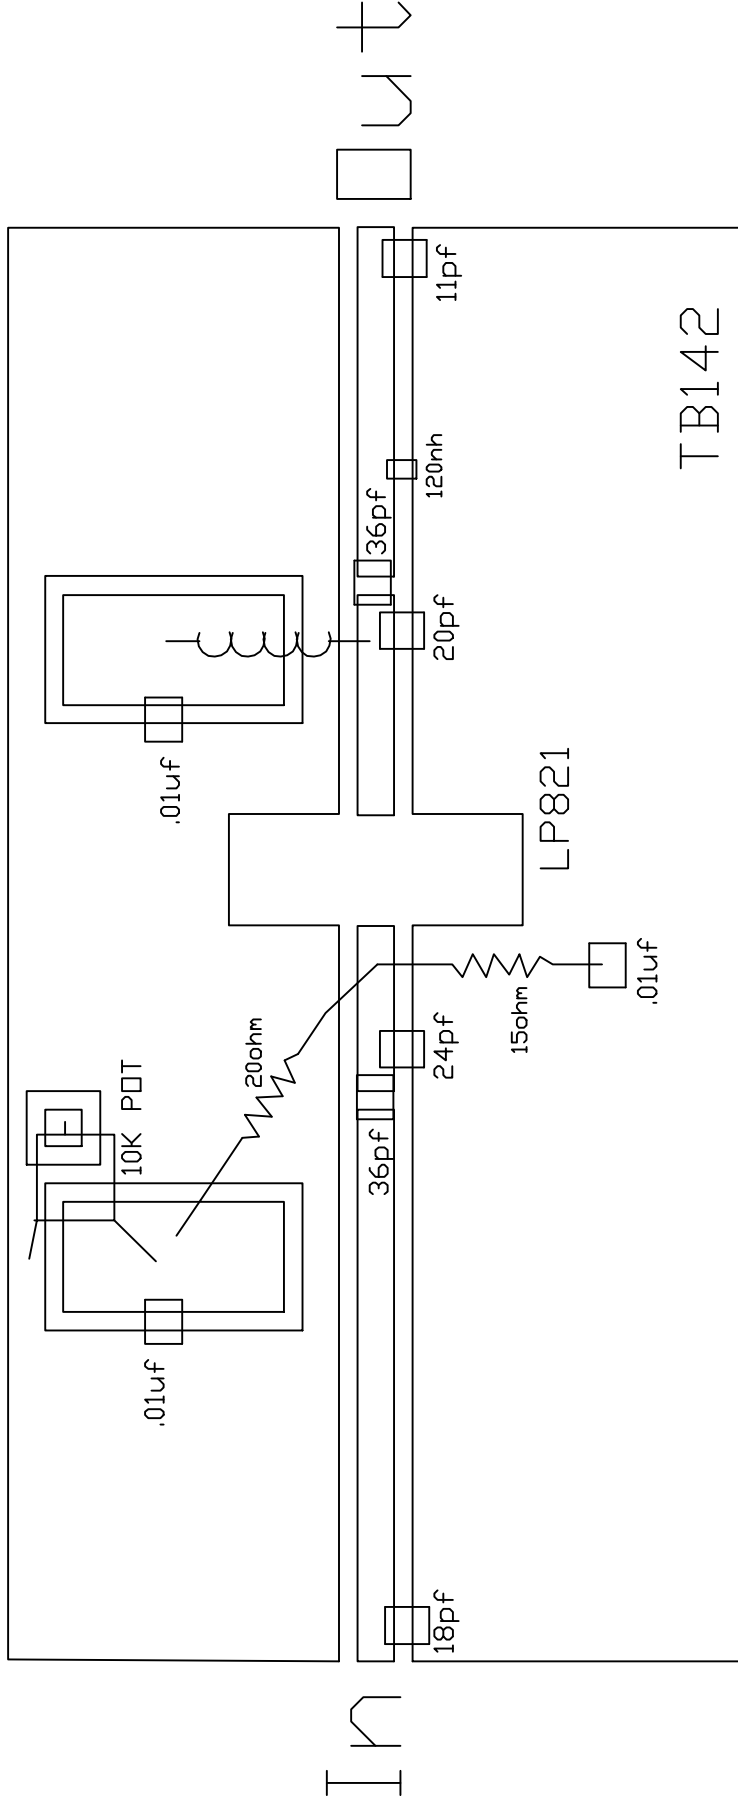 Out
11pf
TB142
120nh
36pf
20pf
.01uf
LP821
.01uf
15ohm
20ohm
24pf
10K POT
36pf
.01uf
18pf
In